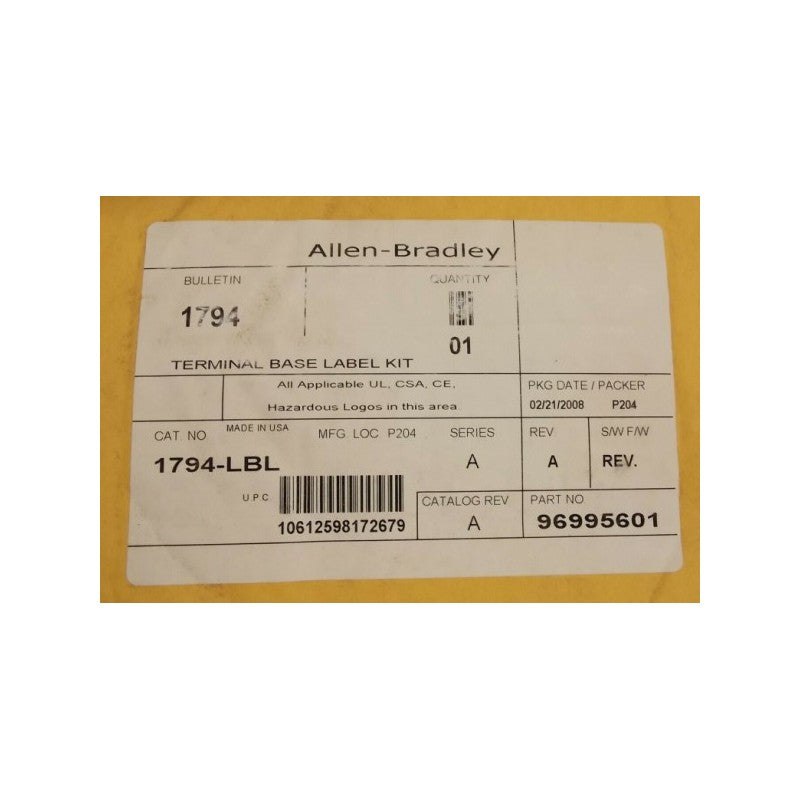 Allen-Bradley
BULLETIN
QUANTITY
1794
01
TERMINAL BASE LABEL KIT
All Applicable UL, CSA, CE,
Hazardous Logos in this area
PKG DATE / PACKER
02/21/2008 P204
CAT. NO MADE IN USA MFG LOC P204 SERIES REV S/W F/W
1794-LBL A A REV.
UPC
10612598172679
CATALOG REV
A
PART NO
96995601